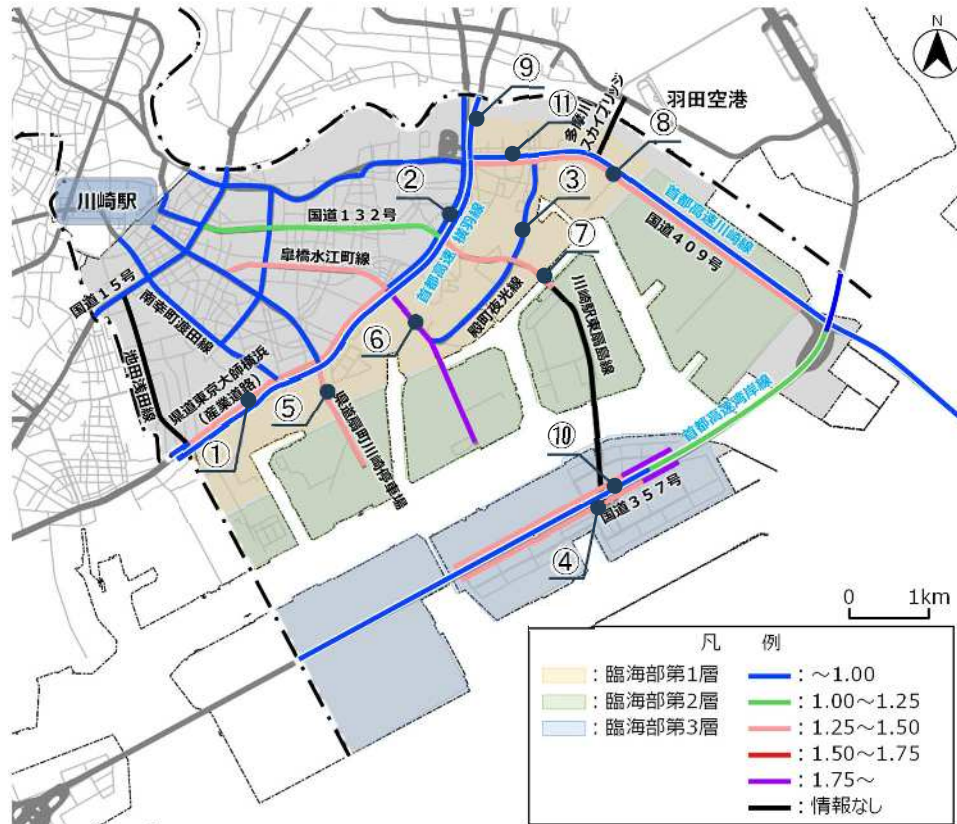 N
⑨
⑪
多摩川
スカイブリッジ
羽田空港
⑧
川崎駅
②
③
国道132号
首都高速 横羽線
首都高速川崎線
⑦
国道409号
皐橋水江町線
国道15号
南幸町渡田線
殿町夜光線
川崎駅東扇島線
⑥
池田浅田線
県道東京大師横浜
(産業道路)
⑤
県道扇町川崎停車場
首都高速湾岸線
①
⑩
国道357号
④
0 1km
凡 例
:臨海部第1層
:臨海部第2層
:臨海部第3層
:~1.00
:1.00~1.25
:1.25~1.50
:1.50~1.75
:1.75~
:情報なし